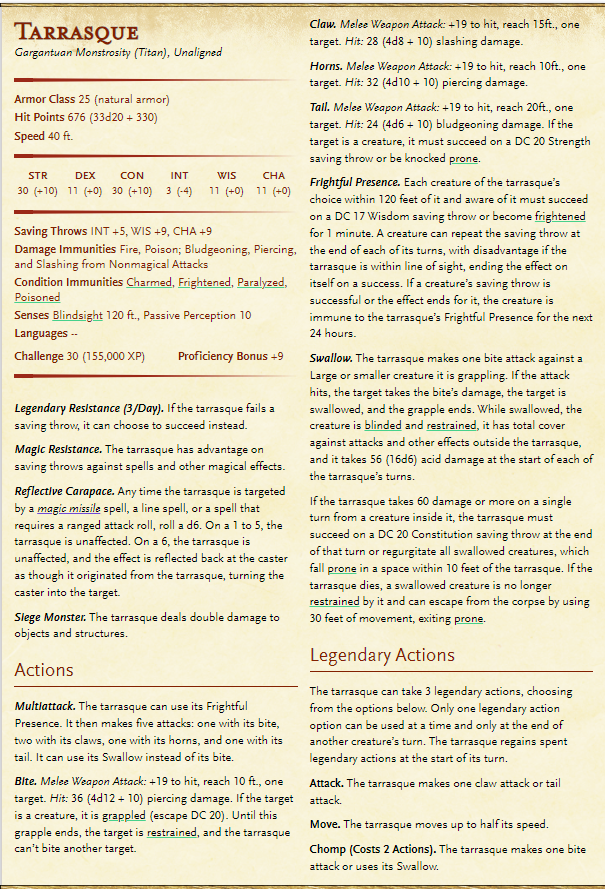 TARRASQUE
Gargantuan Monstrosity (Titan), Unaligned
Armor Class 25 (natural armor)
Hit Points 676 (33d20 + 330)
Speed 40 ft.
STR DEX CON INT WIS CHA
30 (+10) 11 (+0) 30 (+10) 3 (-4) 11 (+0) 11 (+0)
Saving Throws INT +5, WIS +9, CHA +9
Damage Immunities Fire, Poison; Bludgeoning, Piercing,
and Slashing from Nonmagical Attacks
Condition Immunities Charmed, Frightened, Paralyzed,
Poisoned
Senses Blindsight 120 ft., Passive Perception 10
Languages --
Challenge 30 (155,000 XP) Proficiency Bonus +9
Legendary Resistance (3/Day). If the tarrasque fails a
saving throw, it can choose to succeed instead.
Magic Resistance. The tarrasque has advantage on
saving throws against spells and other magical effects.
Reflective Carapace. Any time the tarrasque is targeted
by a magic missile spell, a line spell, or a spell that
requires a ranged attack roll, roll a d6. On a 1 to 5, the
tarrasque is unaffected. On a 6, the tarrasque is
unaffected, and the effect is reflected back at the caster
as though it originated from the tarrasque, turning the
caster into the target.
Siege Monster. The tarrasque deals double damage to
objects and structures.
Actions
Multiattack. The tarrasque can use its Frightful
Presence. It then makes five attacks: one with its bite,
two with its claws, one with its horns, and one with its
tail. It can use its Swallow instead of its bite.
Bite. Melee Weapon Attack: +19 to hit, reach 10 ft., one
target. Hit: 36 (4d12 + 10) piercing damage. If the target
is a creature, it is grappled (escape DC 20). Until this
grapple ends, the target is restrained, and the tarrasque
can't bite another target.
Claw. Melee Weapon Attack: +19 to hit, reach 15ft., one
target. Hit: 28 (4d8 + 10) slashing damage.
Horns. Melee Weapon Attack: +19 to hit, reach 10ft., one
target. Hit: 32 (4d10 + 10) piercing damage.
Tail. Melee Weapon Attack: +19 to hit, reach 20ft., one
target. Hit: 24 (4d6 + 10) bludgeoning damage. If the
target is a creature, it must succeed on a DC 20 Strength
saving throw or be knocked prone.
Frightful Presence. Each creature of the tarrasque's
choice within 120 feet of it and aware of it must succeed
on a DC 17 Wisdom saving throw or become frightened
for 1 minute. A creature can repeat the saving throw at
the end of each of its turns, with disadvantage if the
tarrasque is within line of sight, ending the effect on
itself on a success. If a creature's saving throw is
successful or the effect ends for it, the creature is
immune to the tarrasque's Frightful Presence for the next
24 hours.
Swallow. The tarrasque makes one bite attack against a
Large or smaller creature it is grappling. If the attack
hits, the target takes the bite's damage, the target is
swallowed, and the grapple ends. While swallowed, the
creature is blinded and restrained, it has total cover
against attacks and other effects outside the tarrasque,
and it takes 56 (16d6) acid damage at the start of each of
the tarrasque's turns.
If the tarrasque takes 60 damage or more on a single
turn from a creature inside it, the tarrasque must
succeed on a DC 20 Constitution saving throw at the end
of that turn or regurgitate all swallowed creatures, which
fall prone in a space within 10 feet of the tarrasque. If the
tarrasque dies, a swallowed creature is no longer
restrained by it and can escape from the corpse by using
30 feet of movement, exiting prone.
Legendary Actions
The tarrasque can take 3 legendary actions, choosing
from the options below. Only one legendary action
option can be used at a time and only at the end of
another creature's turn. The tarrasque regains spent
legendary actions at the start of its turn.
Attack. The tarrasque makes one claw attack or tail
attack.
Move. The tarrasque moves up to half its speed.
Chomp (Costs 2 Actions). The tarrasque makes one bite
attack or uses its Swallow.